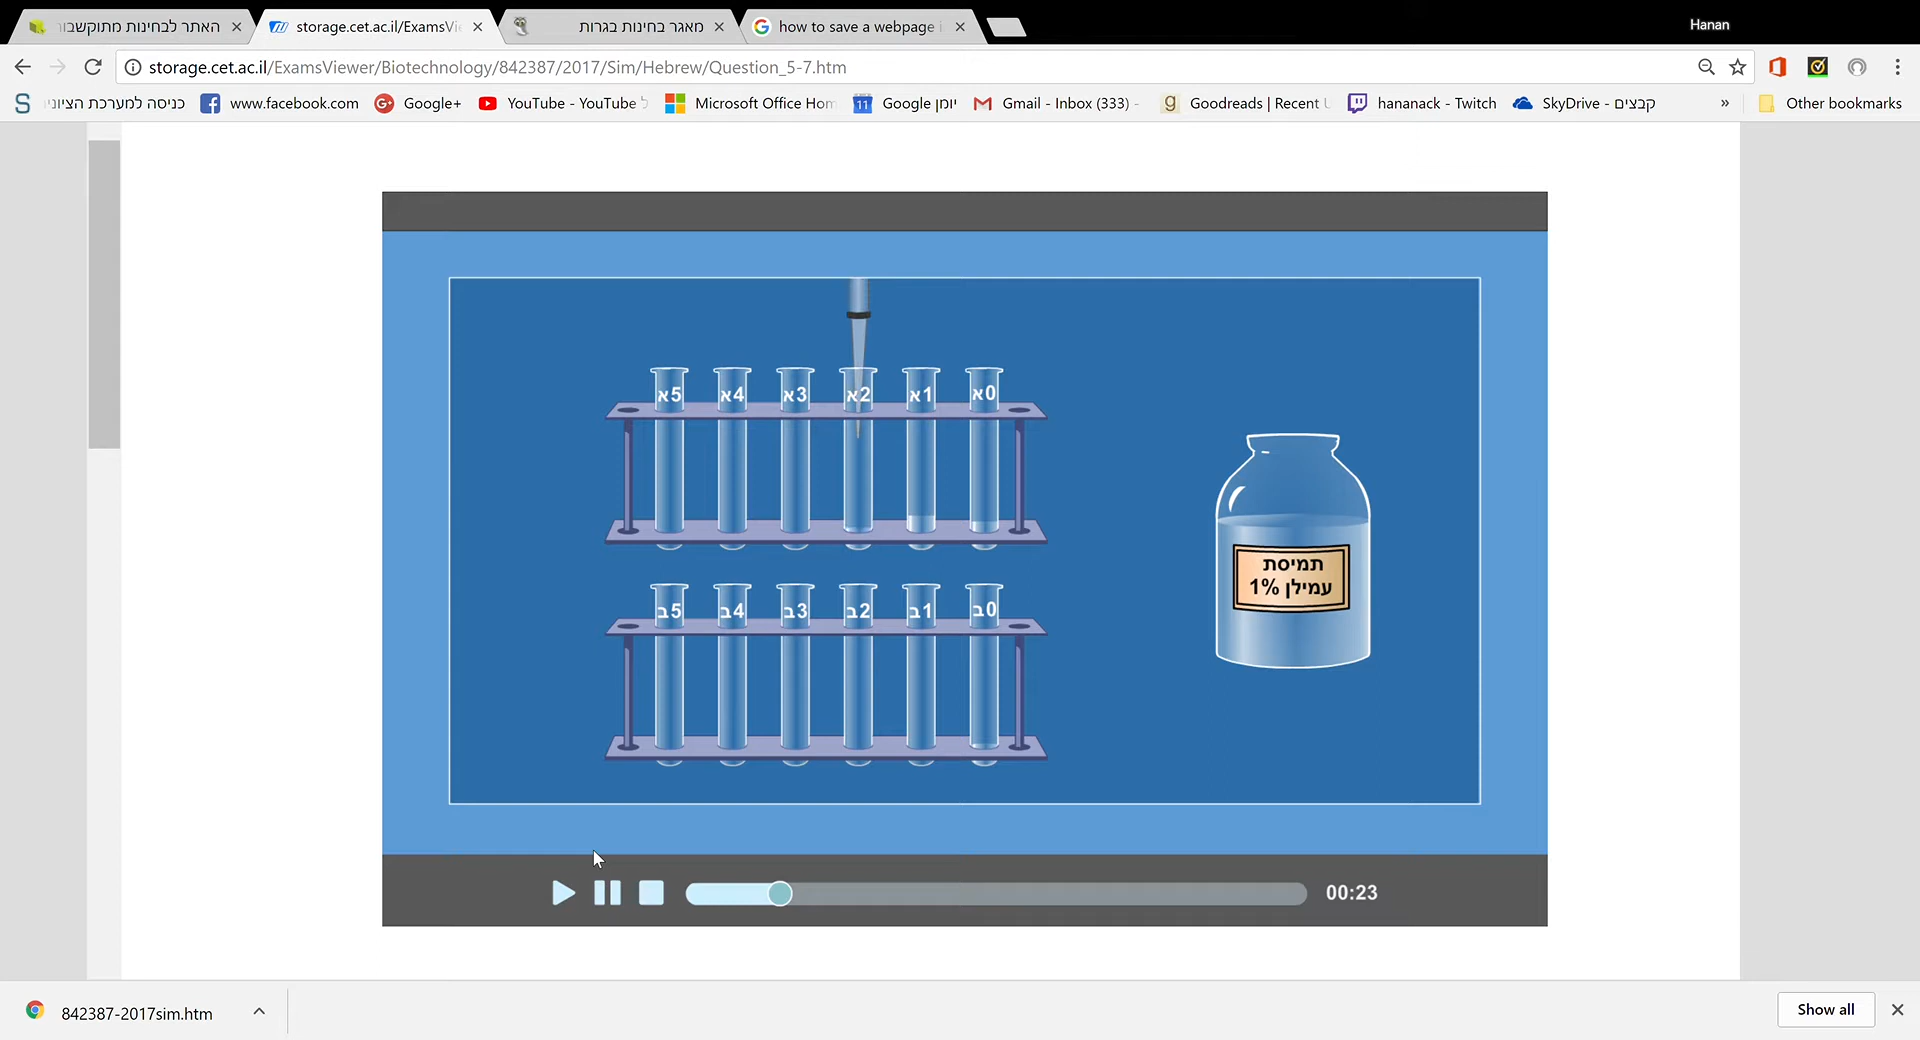 האתר לבחינות מתוקשבות
storage.cet.ac.il/ExamsVi
מאגר בחינות בגרות
how to save a webpage i
Hanan
storage.cet.ac.il/ExamsViewer/Biotechnology/842387/2017/Sim/Hebrew/Question_5-7.htm
כניסה למערכת הציוני
www.facebook.com
Google+
YouTube - YouTube
Microsoft Office Hom
Google יומן
Gmail - Inbox (333) -
Goodreads | Recent
hananack - Twitch
SkyDrive - קבצים
»
Other bookmarks
א5 א4 א3 א2 א1 א0
ב5 ב4 ב3 ב2 ב1 ב0
תמיסת
עמילן 1%
00:23
842387-2017sim.htm
Show all